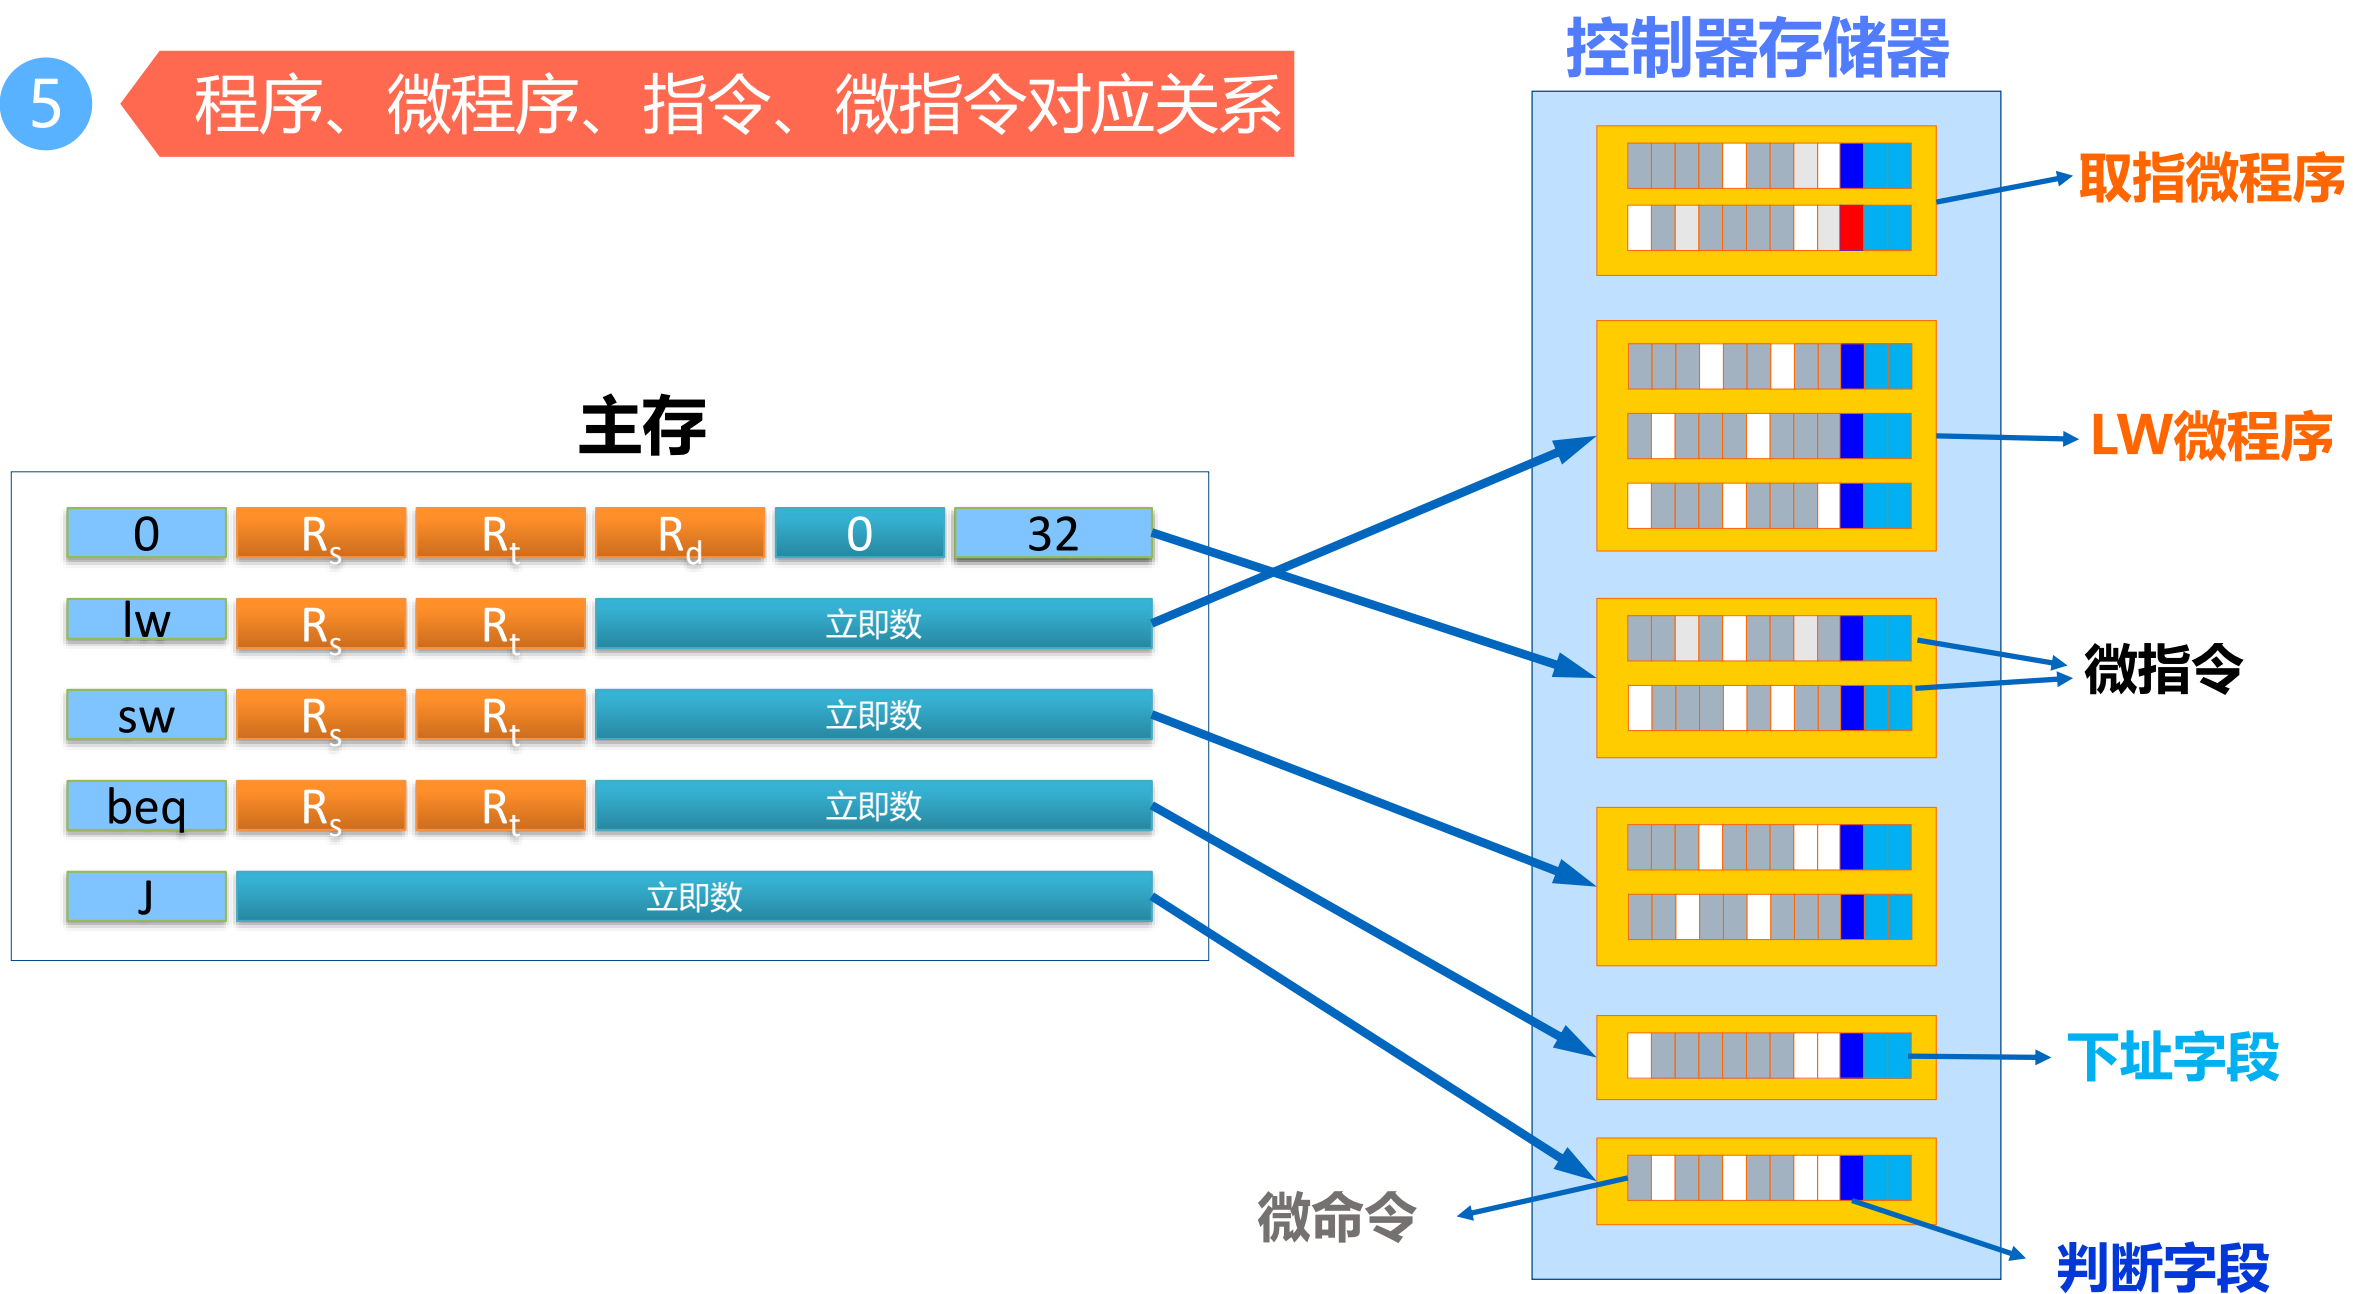 5
程序、微程序、指令、微指令对应关系
控制器存储器
取指微程序
主存
LW微程序
0 Rs Rt Rd 0 32
lw Rs Rt 立即数
微指令
sw Rs Rt 立即数
beq Rs Rt 立即数
J 立即数
下址字段
微命令
判断字段